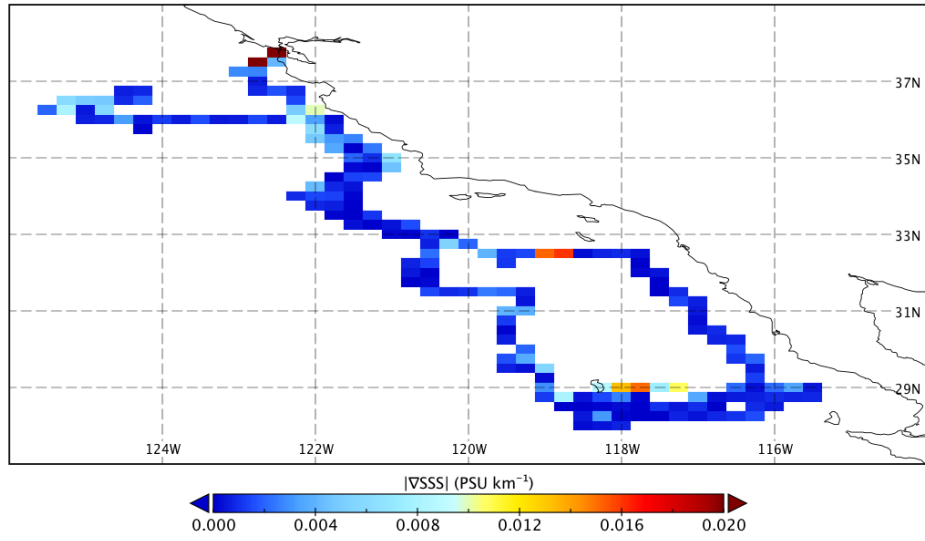 37N
35N
33N
31N
29N
124W 122W 120W 118W 116W
|∇SSS| (PSU km⁻¹)
0.000 0.004 0.008 0.012 0.016 0.020